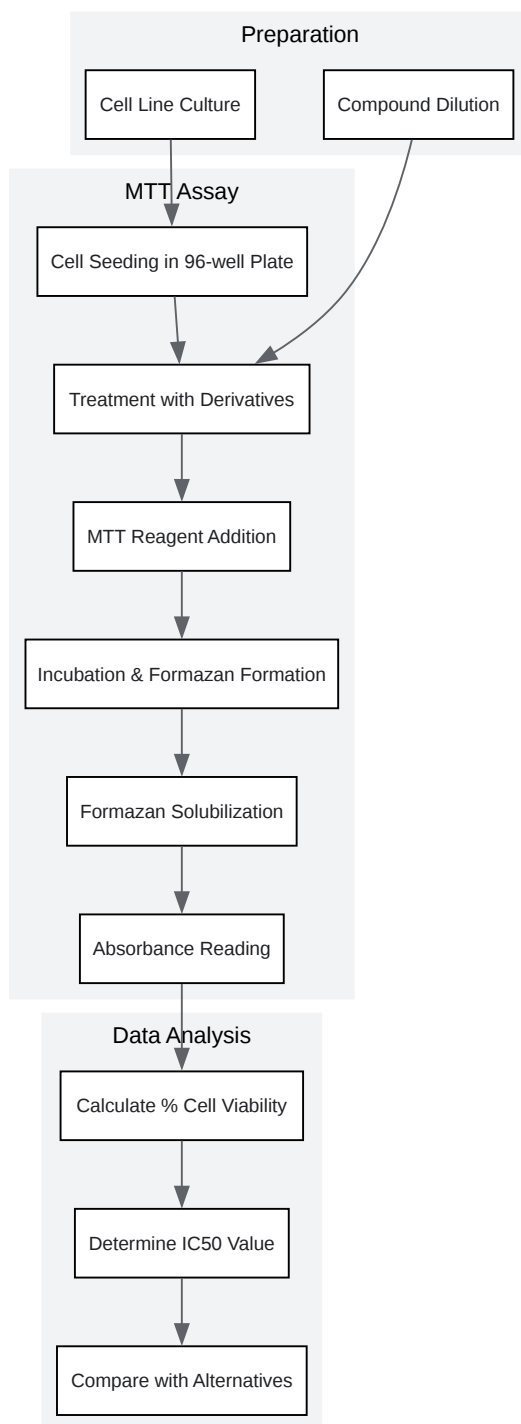 Preparation
Cell Line Culture
Compound Dilution
MTT Assay
Cell Seeding in 96-well Plate
Treatment with Derivatives
MTT Reagent Addition
Incubation & Formazan Formation
Formazan Solubilization
Absorbance Reading
Data Analysis
Calculate % Cell Viability
Determine IC50 Value
Compare with Alternatives